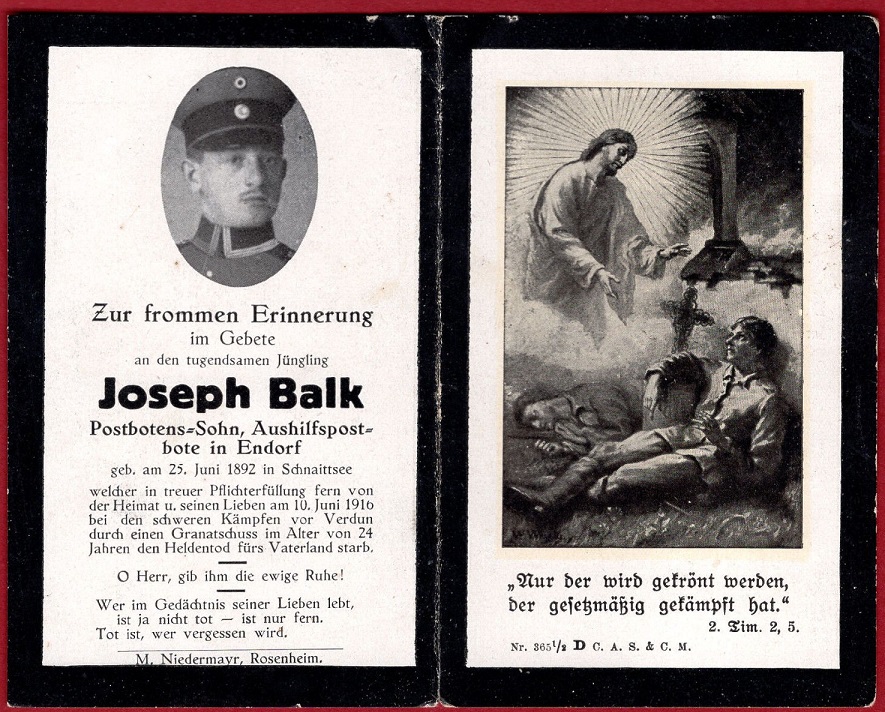 Zur frommen Erinnerung
im Gebete
an den tugendsamen Jüngling
Joseph Balk
Postbotens=Sohn, Aushilfspost=
bote in Endorf
geb. am 25. Juni 1892 in Schnaittsee
welcher in treuer Pflichterfüllung fern von
der Heimat u. seinen Lieben am 10. Juni 1916
bei den schweren Kämpfen vor Verdun
durch einen Granatschuss im Alter von 24
Jahren den Heldentod fürs Vaterland starb.
O Herr, gib ihm die ewige Ruhe!
Wer im Gedächtnis seiner Lieben lebt,
ist ja nicht tot — ist nur fern.
Tot ist, wer vergessen wird.
M. Niedermayr, Rosenheim.
„Nur der wird gekrönt werden,
der gesetzmäßig gekämpft hat.“
2. Tim. 2, 5.
Nr. 365 1/2 D C. A. S. & C. M.